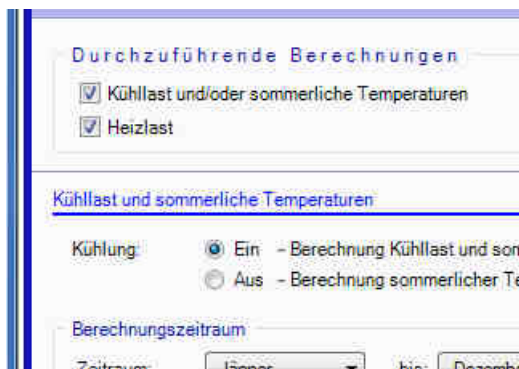 Durchzuführende Berechnungen
Kühllast und/oder sommerliche Temperaturen
Heizlast
Kühllast und sommerliche Temperaturen
Kühlung: Ein - Berechnung Kühllast und
Aus - Berechnung sommerlicher
Berechnungszeitraum
Zeitraum: Jänner bis: